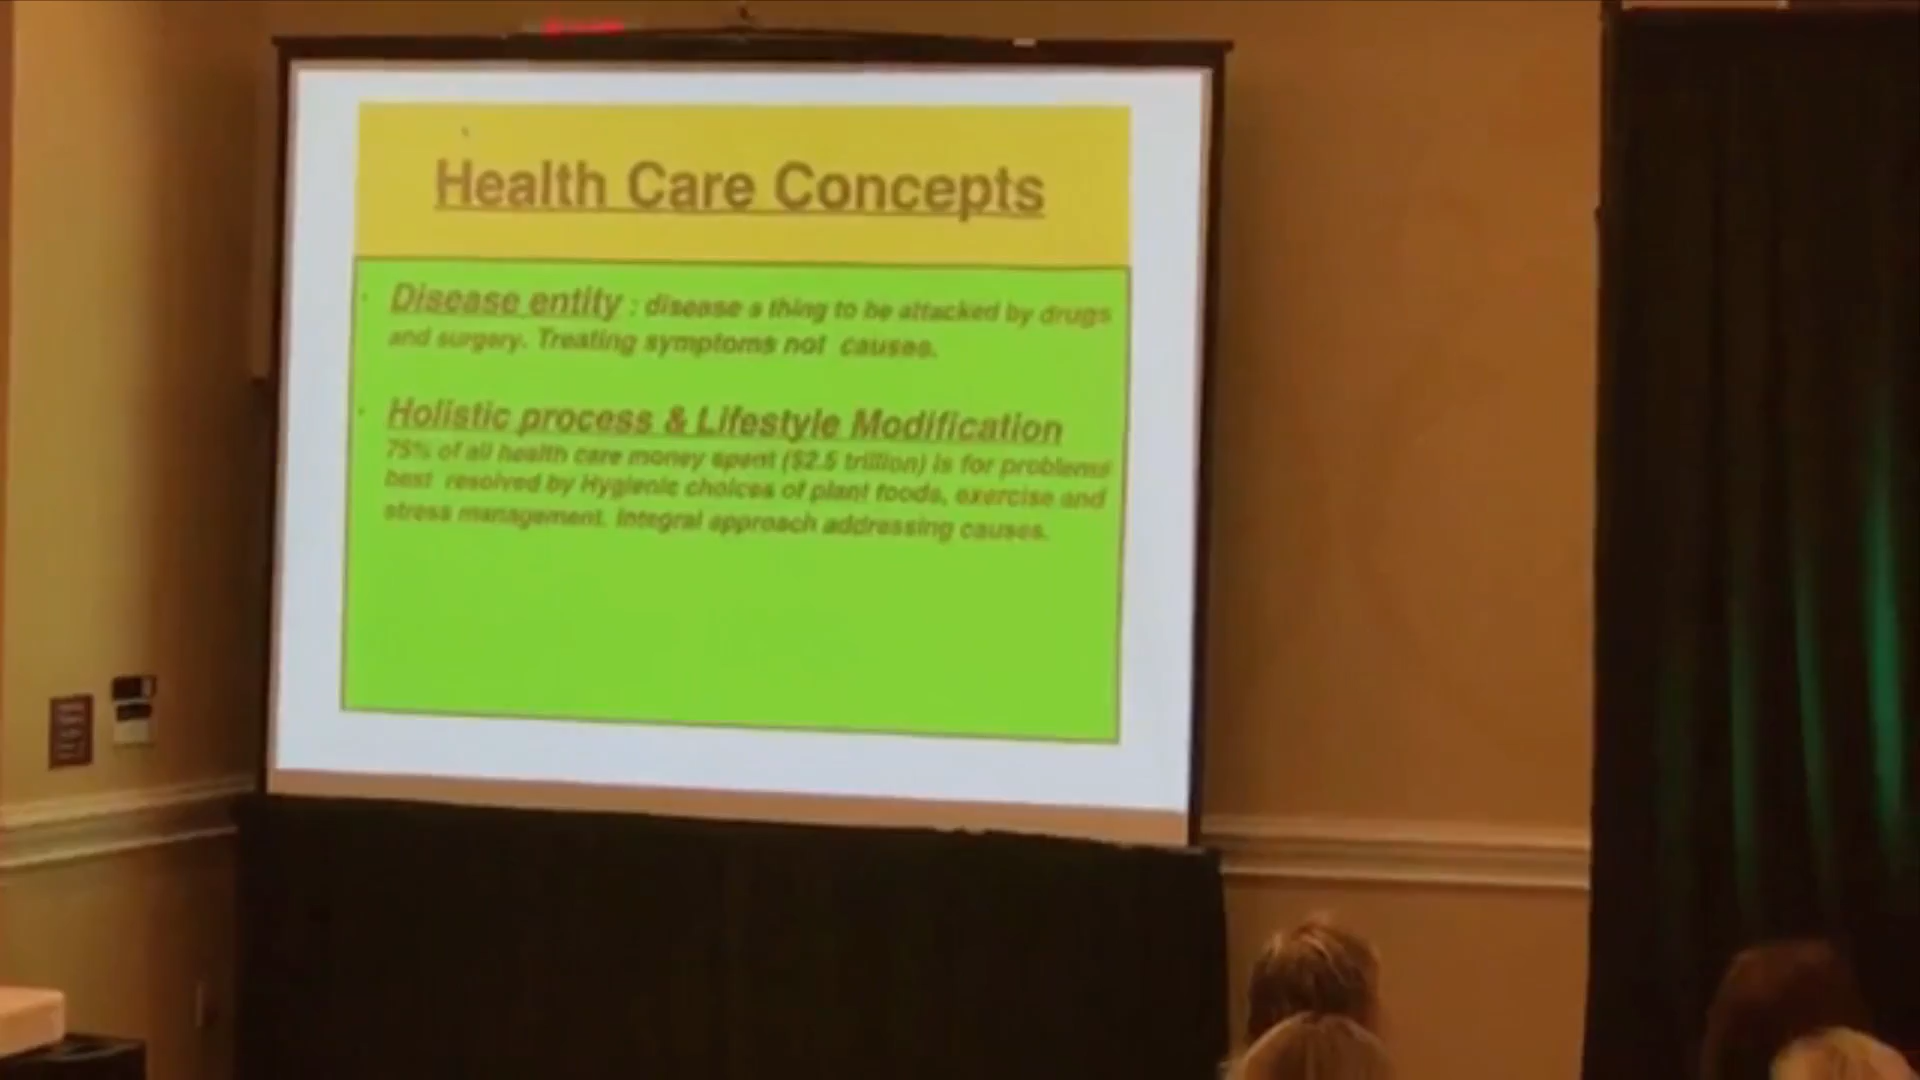 Health Care Concepts
Disease entity : disease a thing to be attacked by drugs
and surgery. Treating symptoms not causes.
Holistic process & Lifestyle Modification
75% of all health care money spent ($2.5 trillion) is for problems
best resolved by Hygienic choices of plant foods, exercise and
stress management. Integral approach addressing causes.